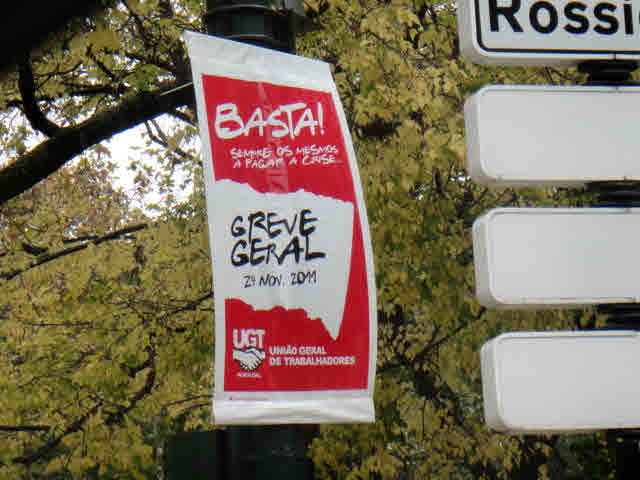 Rossi
BASTA!
SEMPRE OS MESMOS
A PAGAR A CRISE...
GREVE
GERAL
24 NOV. 2011
UGT
PORTUGAL
UNIÃO GERAL
DE TRABALHADORES